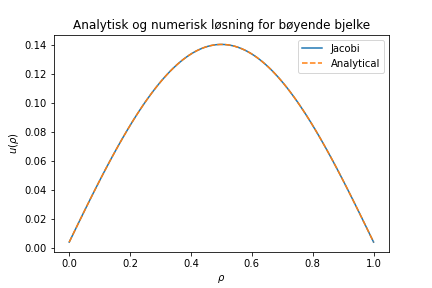 Analytisk og numerisk løsning for bøyende bjelke
Jacobi
Analytical
0.14
0.12
0.10
0.08
0.06
0.04
0.02
0.00
u(ρ)
0.0 0.2 0.4 0.6 0.8 1.0
ρ